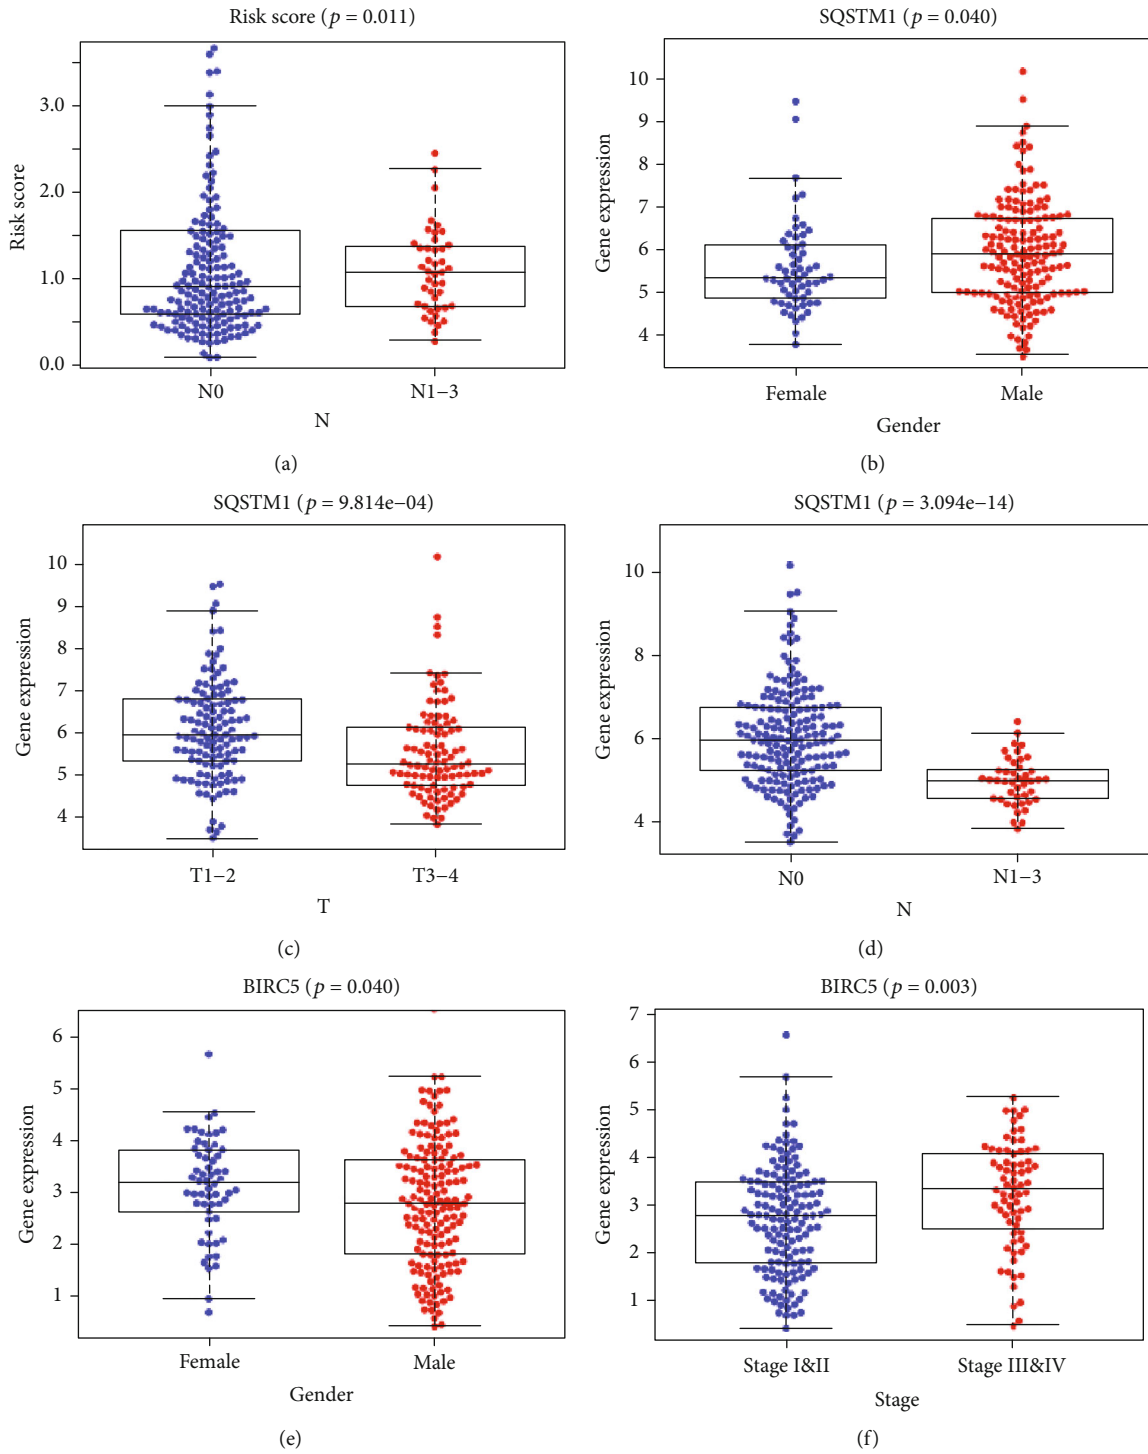 Risk score (p = 0.011)
Risk score
3.0
2.0
1.0
0.0
N0
N1−3
N
(a)
SQSTM1 (p = 0.040)
Gene expression
10
9
8
7
6
5
4
Female
Male
Gender
(b)
SQSTM1 (p = 9.814e−04)
Gene expression
10
9
8
7
6
5
4
T1−2
T3−4
T
(c)
SQSTM1 (p = 3.094e−14)
Gene expression
10
8
6
4
N0
N1−3
N
(d)
BIRC5 (p = 0.040)
Gene expression
6
5
4
3
2
1
Female
Male
Gender
(e)
BIRC5 (p = 0.003)
Gene expression
7
6
5
4
3
2
1
Stage I&II
Stage III&IV
Stage
(f)